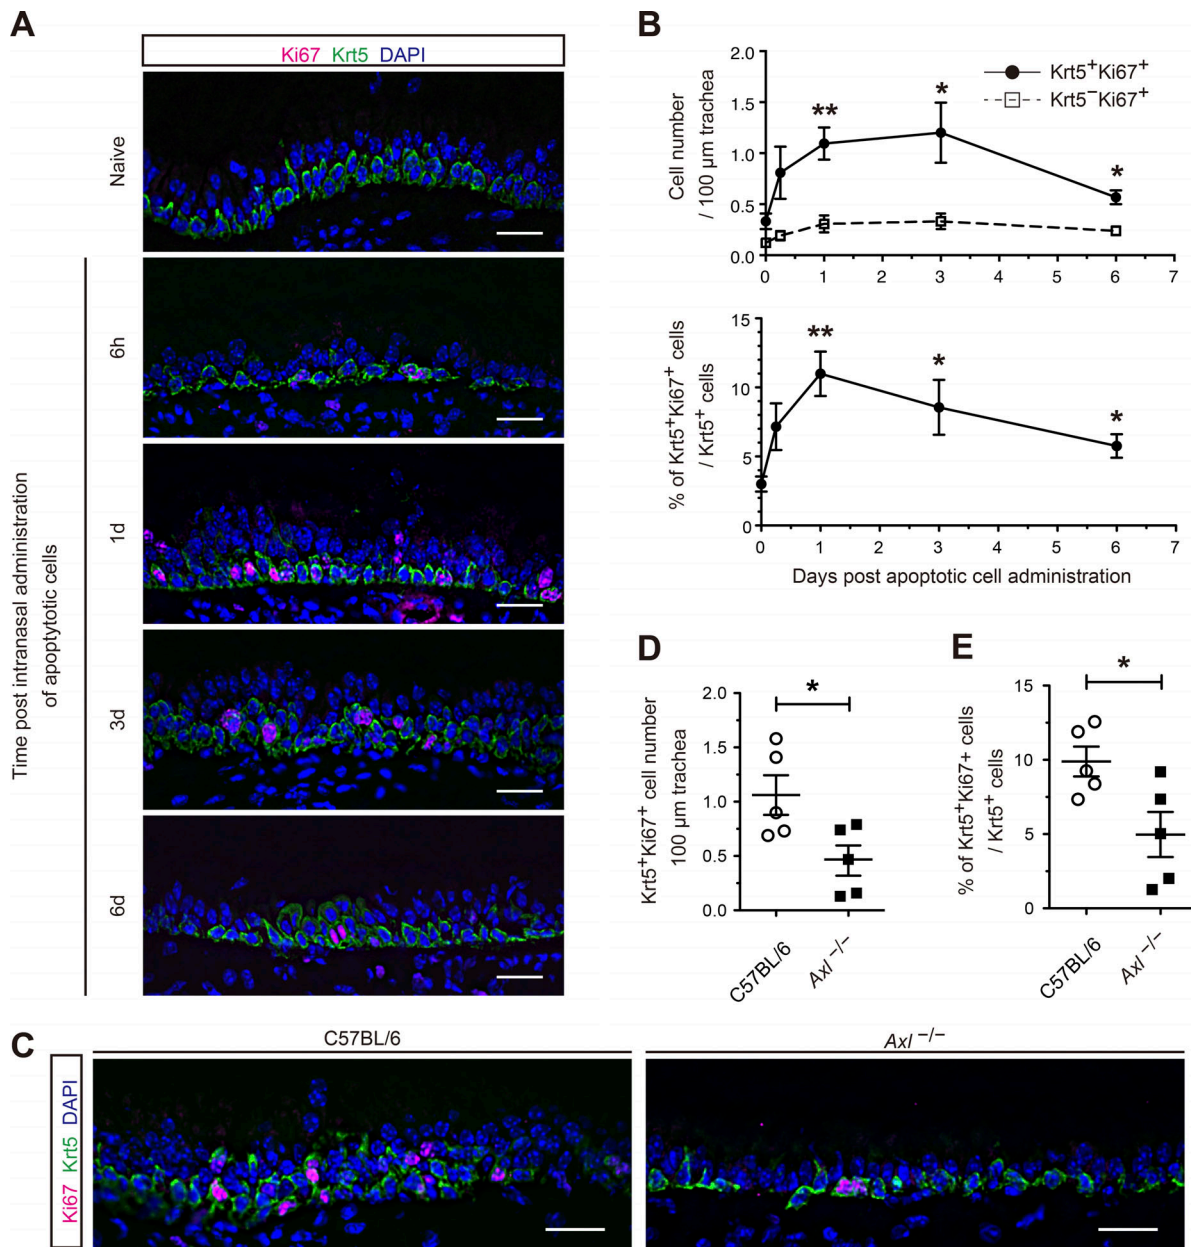 A
Ki67 Krt5 DAPI
Naïve
6h
1d
3d
6d
Time post intranasal administration
of apoptytotic cells
B
2.0
1.5
1.0
0.5
0.0
Cell number
/ 100 µm trachea
Krt5⁺Ki67⁺
Krt5⁻Ki67⁺
** * *
0 1 2 3 4 5 6 7
15
10
5
0
% of Krt5⁺Ki67⁺ cells
/ Krt5⁺ cells
** * *
0 1 2 3 4 5 6 7
Days post apoptotic cell administration
D
Krt5⁺Ki67⁺ cell number
100 µm trachea
2.0
1.5
1.0
0.5
0.0
*
C57BL/6
Axl ⁻/⁻
E
% of Krt5⁺Ki67+ cells
/ Krt5⁺ cells
15
10
5
0
*
C57BL/6
Axl ⁻/⁻
C
Ki67 Krt5 DAPI
C57BL/6
Axl ⁻/⁻